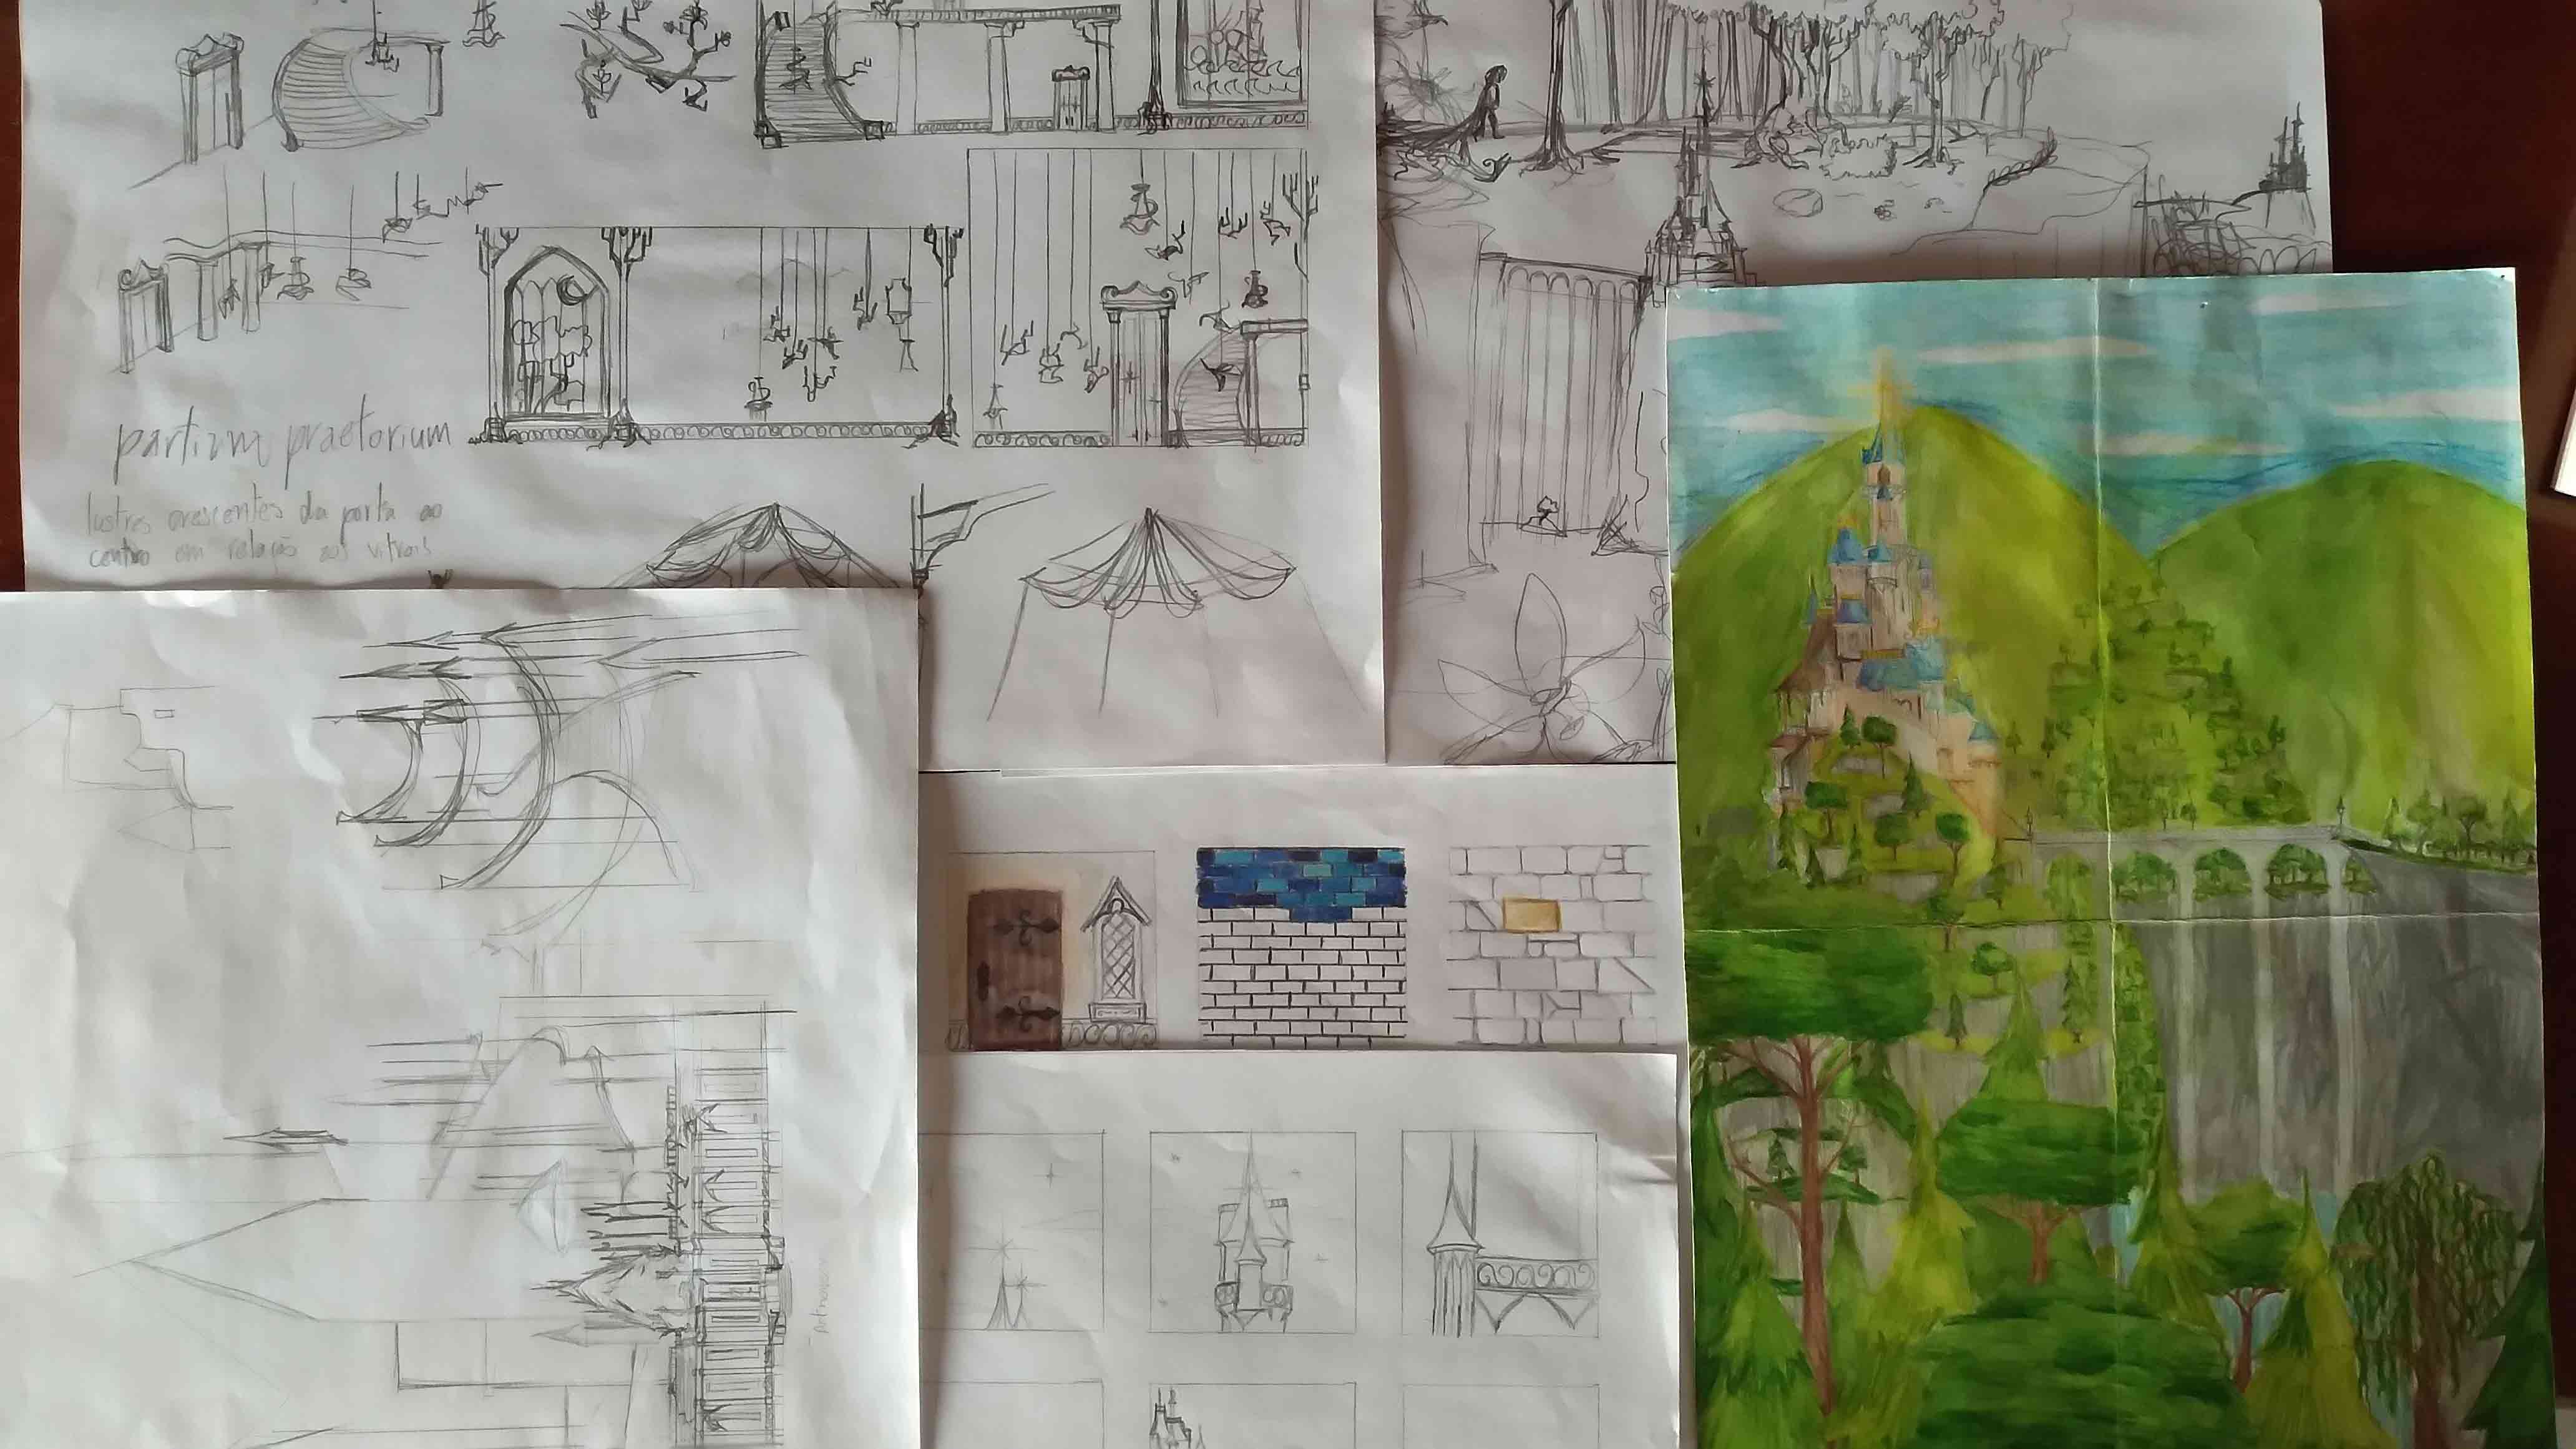 partium praetorium
lustres crescentes da porta ao
centro em relação aos vitrais